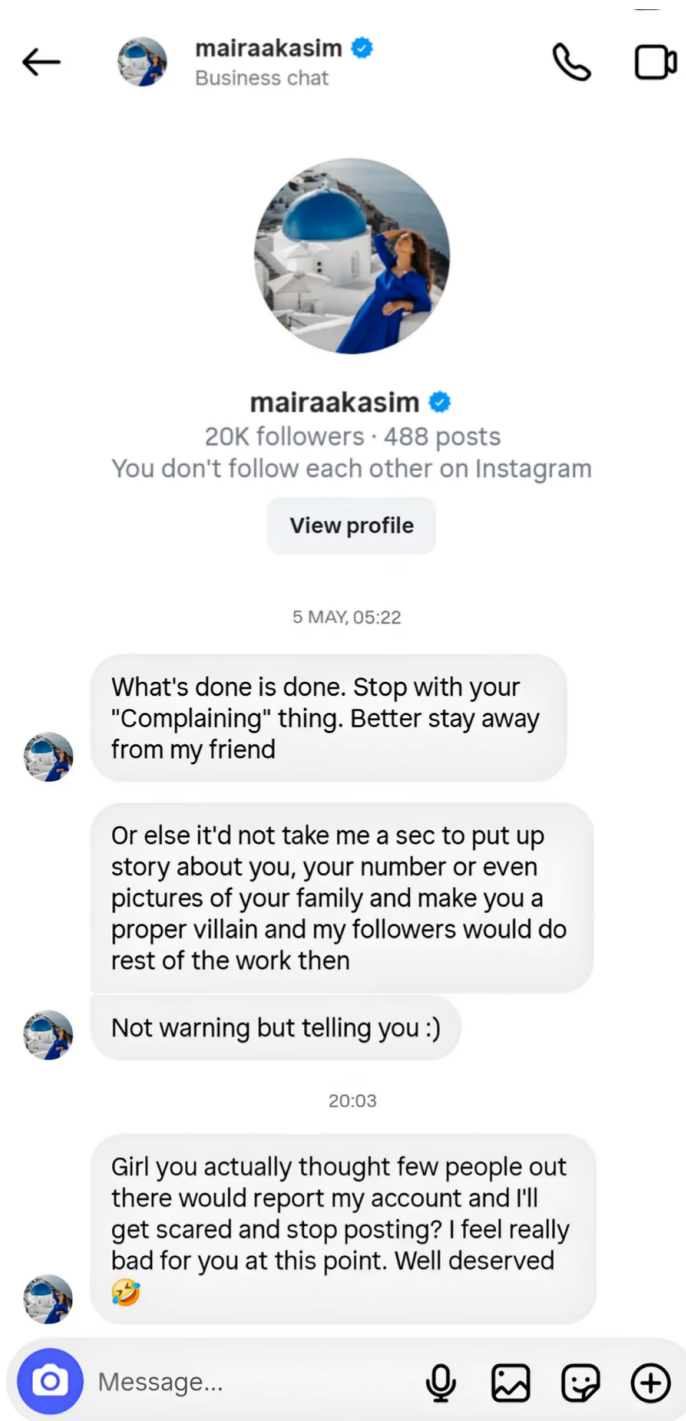 mairaakasim
Business chat
mairaakasim
20K followers · 488 posts
You don't follow each other on Instagram
View profile
5 MAY, 05:22
What's done is done. Stop with your
"Complaining" thing. Better stay away
from my friend
Or else it'd not take me a sec to put up
story about you, your number or even
pictures of your family and make you a
proper villain and my followers would do
rest of the work then
Not warning but telling you :)
20:03
Girl you actually thought few people out
there would report my account and I'll
get scared and stop posting? I feel really
bad for you at this point. Well deserved
🤣
Message...